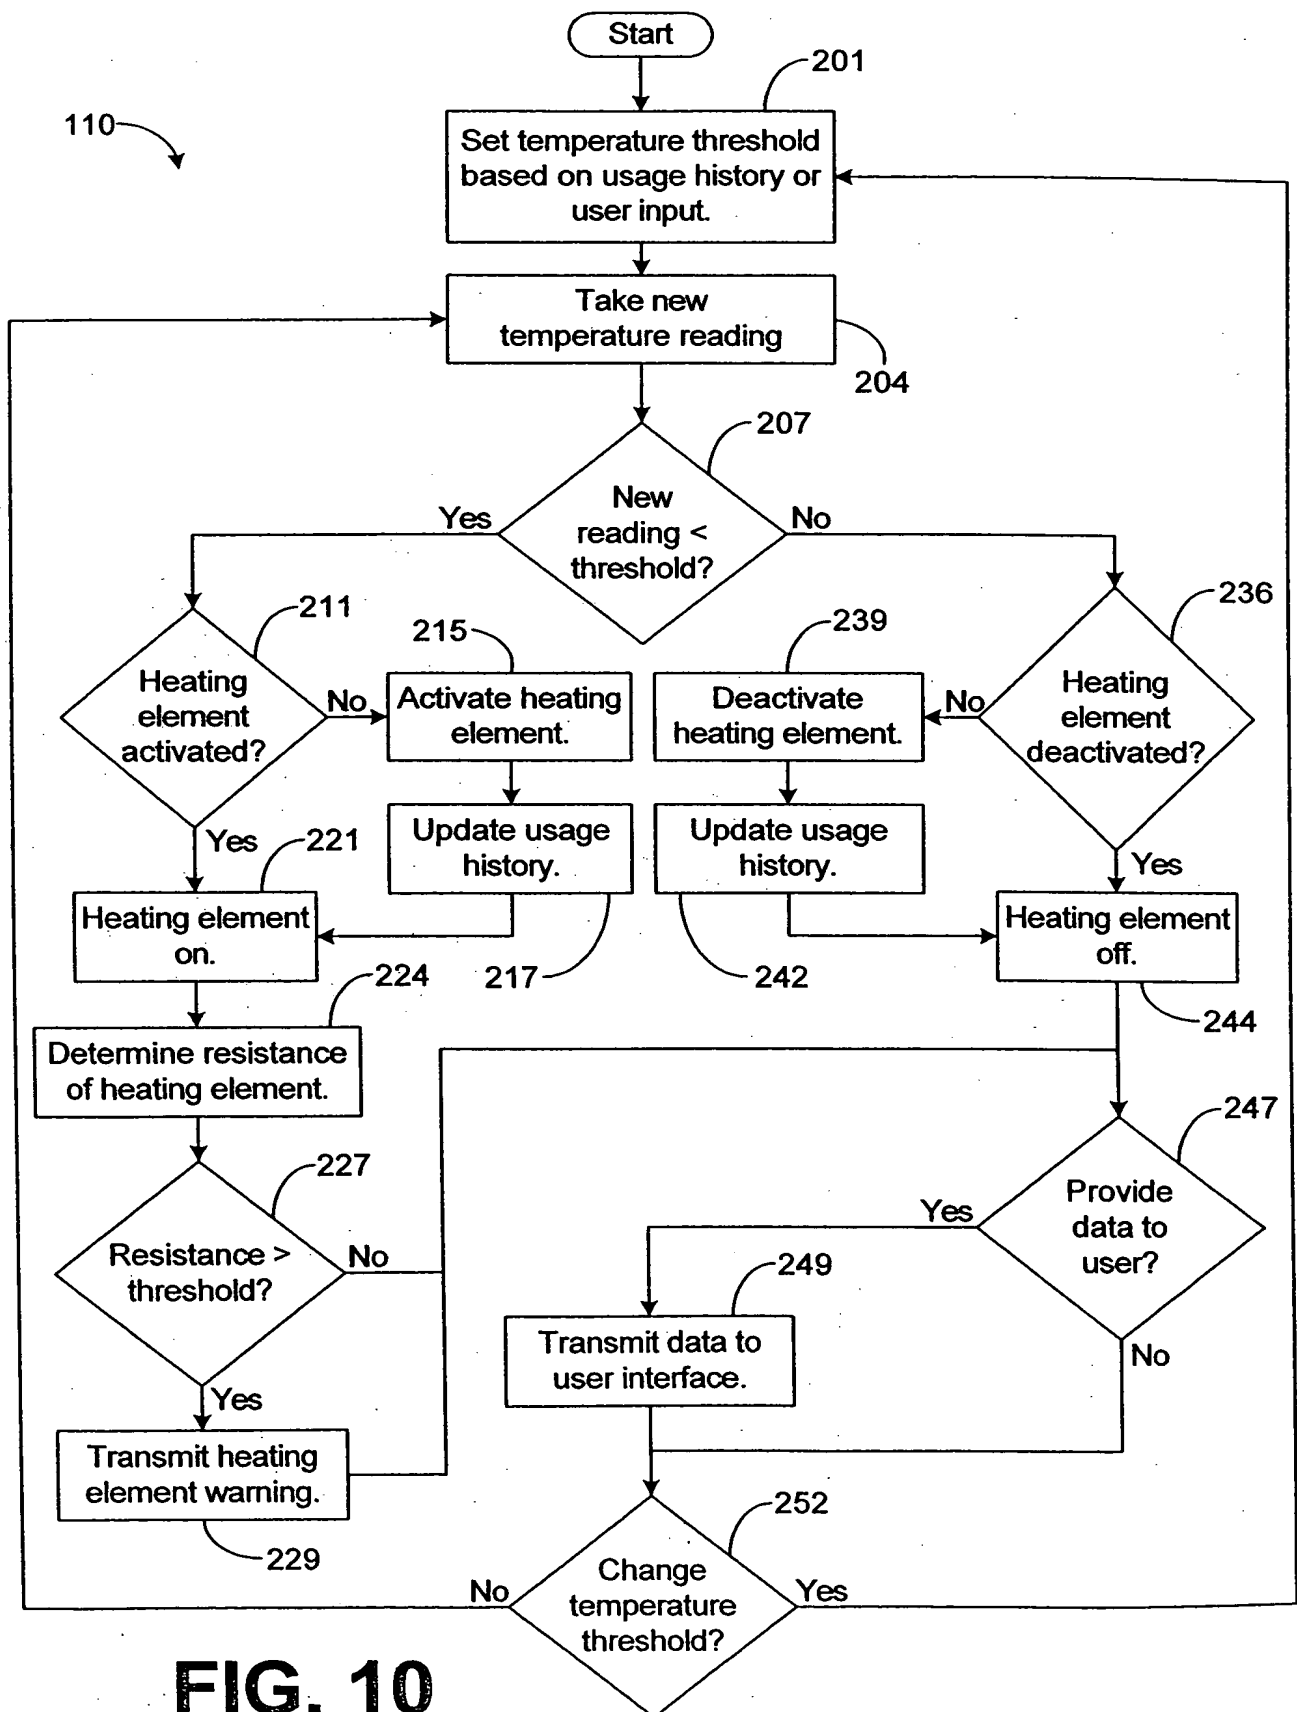 Start
201
110
Set temperature threshold
based on usage history or
user input.
Take new
temperature reading
204
207
New
reading <
threshold?
Yes
No
211
215
239
236
Heating
element
activated?
No
Activate heating
element.
Deactivate
heating element.
No
Heating
element
deactivated?
Yes
221
Update usage
history.
Update usage
history.
Yes
Heating element
on.
217
242
Heating element
off.
224
244
Determine resistance
of heating element.
247
227
Resistance >
threshold?
No
Yes
Provide
data to
user?
249
Transmit data to
user interface.
No
Yes
Transmit heating
element warning.
229
252
Change
temperature
threshold?
No
Yes
FIG. 10